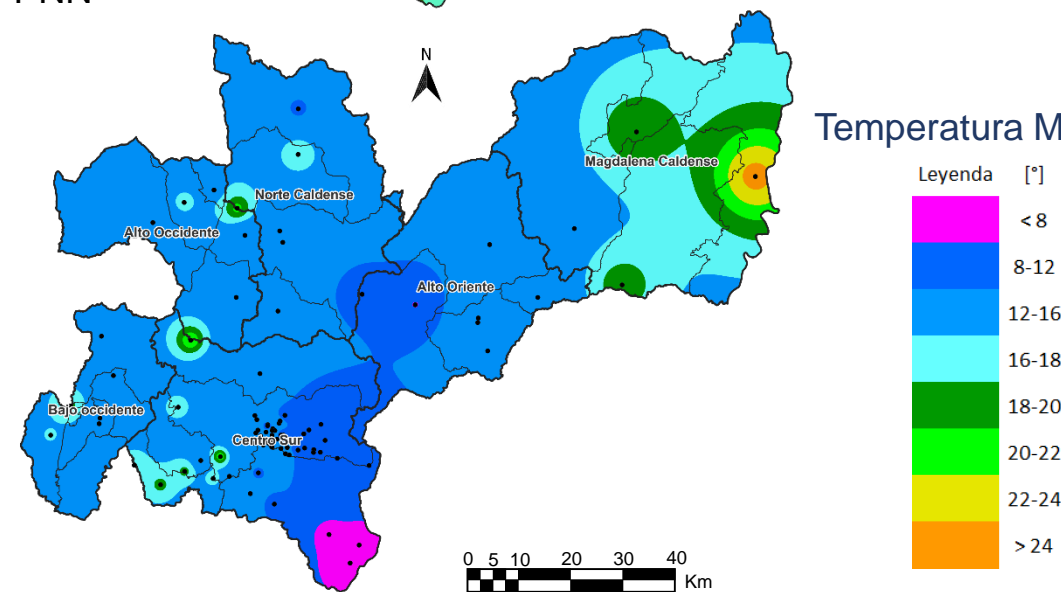 PNN
N
Temperatura M
Magdalena Caldense
Leyenda [°]
Norte Caldense
< 8
Alto Occidente
8-12
Alto Oriente
12-16
16-18
18-20
Bajo occidente
Centro Sur
20-22
22-24
> 24
0 5 10 20 30 40
Km